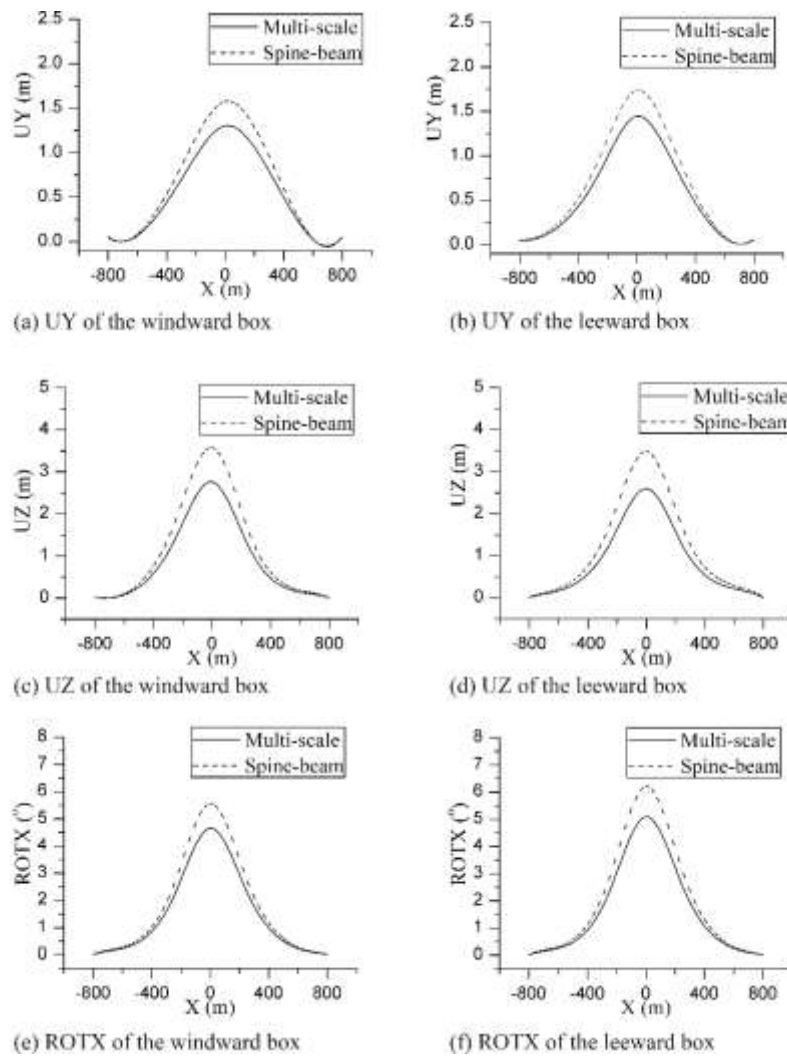 2.5
2.0
1.5
1.0
0.5
0.0
UY (m)
Multi-scale
Spine-beam
-800 -400 0 400 800
X (m)
(a) UY of the windward box
2.5
2.0
1.5
1.0
0.5
0.0
UY (m)
Multi-scale
Spine-beam
-800 -400 0 400 800
X (m)
(b) UY of the leeward box
5
4
3
2
1
0
UZ (m)
Multi-scale
Spine-beam
-800 -400 0 400 800
X (m)
(c) UZ of the windward box
5
4
3
2
1
0
UZ (m)
Multi-scale
Spine-beam
-800 -400 0 400 800
X (m)
(d) UZ of the leeward box
8
7
6
5
4
3
2
1
0
ROTX (°)
Multi-scale
Spine-beam
-800 -400 0 400 800
X (m)
(e) ROTX of the windward box
8
7
6
5
4
3
2
1
0
ROTX (°)
Multi-scale
Spine-beam
-800 -400 0 400 800
X (m)
(f) ROTX of the leeward box